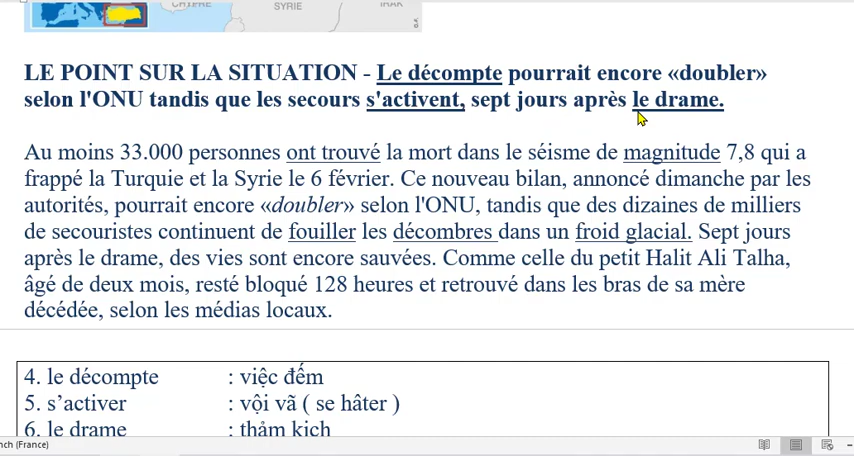 CHYPRE
SYRIE
IRAK
LE POINT SUR LA SITUATION - Le décompte pourrait encore «doubler»
selon l'ONU tandis que les secours s'activent, sept jours après le drame.
Au moins 33.000 personnes ont trouvé la mort dans le séisme de magnitude 7,8 qui a
frappé la Turquie et la Syrie le 6 février. Ce nouveau bilan, annoncé dimanche par les
autorités, pourrait encore «doubler» selon l'ONU, tandis que des dizaines de milliers
de secouristes continuent de fouiller les décombres dans un froid glacial. Sept jours
après le drame, des vies sont encore sauvées. Comme celle du petit Halit Ali Talha,
âgé de deux mois, resté bloqué 128 heures et retrouvé dans les bras de sa mère
décédée, selon les médias locaux.
4. le décompte : việc đếm
5. s’activer : vội vã ( se hâter )
6. le drame : thảm kịch
nch (France)